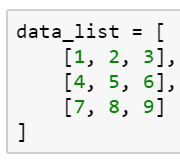 data_list = [
    [1, 2, 3],
    [4, 5, 6],
    [7, 8, 9]
]